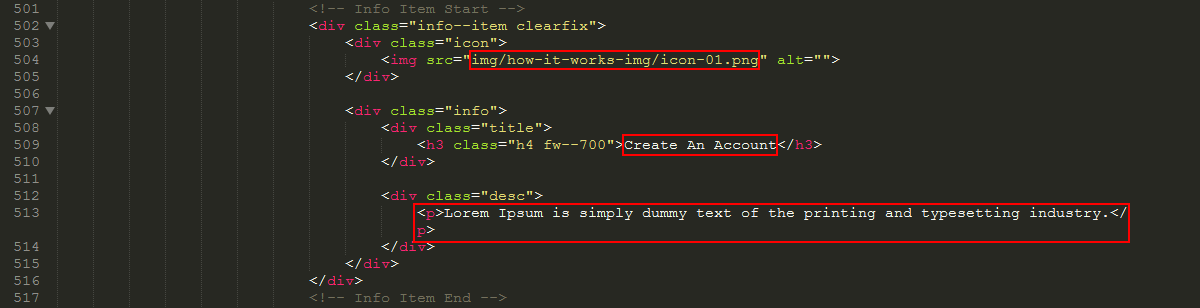 501 <!-- Info Item Start -->
502 <div class="info--item clearfix">
503 <div class="icon">
504 <img src="img/how-it-works-img/icon-01.png" alt="">
505 </div>
506
507 <div class="info">
508 <div class="title">
509 <h3 class="h4 fw--700">Create An Account</h3>
510 </div>
511
512 <div class="desc">
513 <p>Lorem Ipsum is simply dummy text of the printing and typesetting industry.</
p>
514 </div>
515 </div>
516 </div>
517 <!-- Info Item End -->